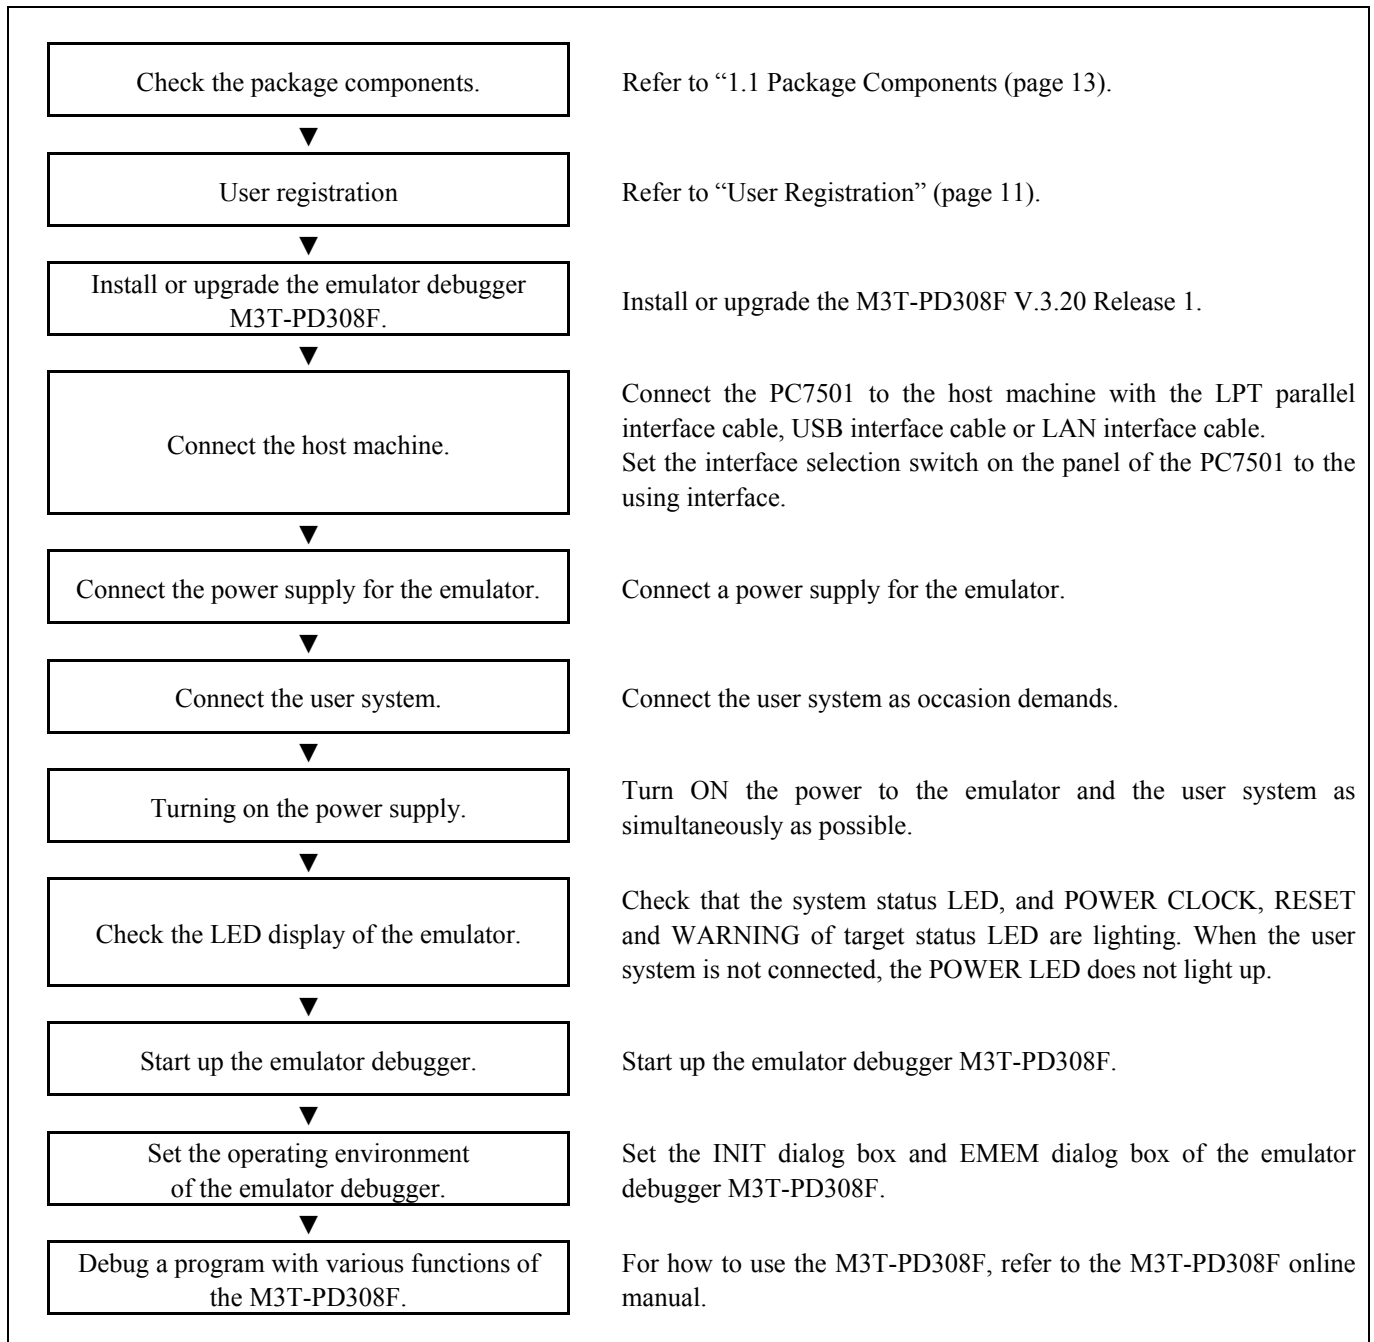 Check the package components.
Refer to “1.1 Package Components (page 13).
▼
User registration
Refer to “User Registration” (page 11).
▼
Install or upgrade the emulator debugger
M3T-PD308F.
Install or upgrade the M3T-PD308F V.3.20 Release 1.
▼
Connect the host machine.
Connect the PC7501 to the host machine with the LPT parallel
interface cable, USB interface cable or LAN interface cable.
Set the interface selection switch on the panel of the PC7501 to the
using interface.
▼
Connect the power supply for the emulator.
Connect a power supply for the emulator.
▼
Connect the user system.
Connect the user system as occasion demands.
▼
Turning on the power supply.
Turn ON the power to the emulator and the user system as
simultaneously as possible.
▼
Check the LED display of the emulator.
Check that the system status LED, and POWER CLOCK, RESET
and WARNING of target status LED are lighting. When the user
system is not connected, the POWER LED does not light up.
▼
Start up the emulator debugger.
Start up the emulator debugger M3T-PD308F.
▼
Set the operating environment
of the emulator debugger.
Set the INIT dialog box and EMEM dialog box of the emulator
debugger M3T-PD308F.
▼
Debug a program with various functions of
the M3T-PD308F.
For how to use the M3T-PD308F, refer to the M3T-PD308F online
manual.